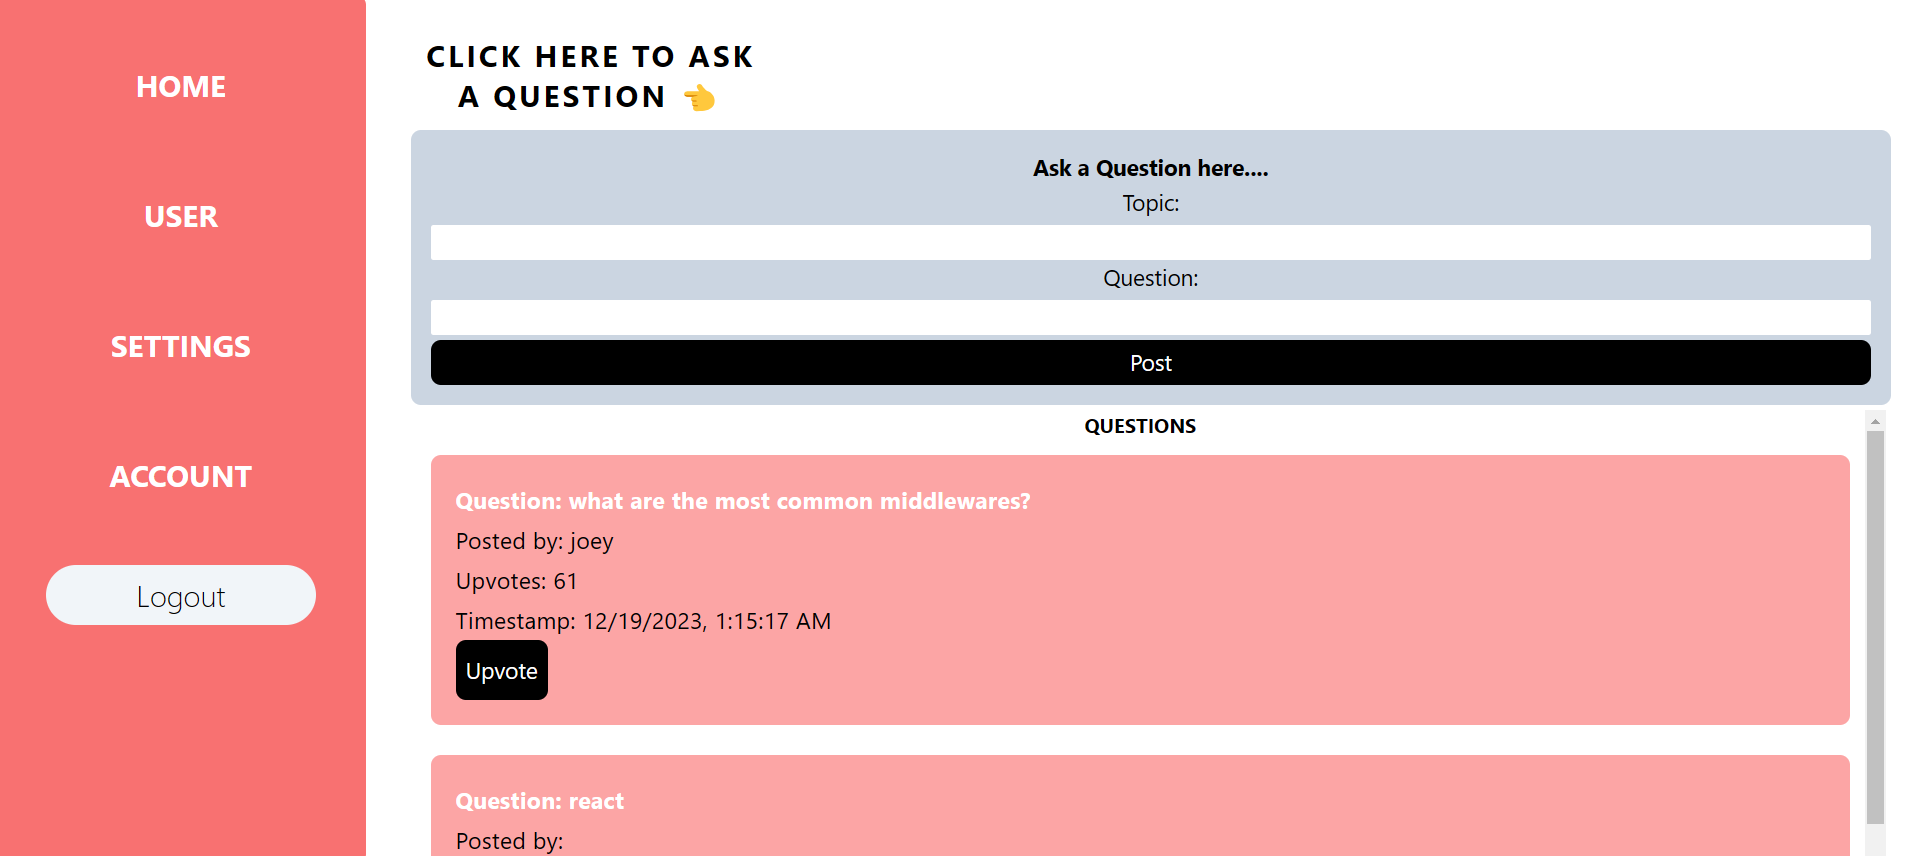 HOME
USER
SETTINGS
ACCOUNT
Logout
CLICK HERE TO ASK
A QUESTION 👈
Ask a Question here....
Topic:
Question:
Post
QUESTIONS
Question: what are the most common middlewares?
Posted by: joey
Upvotes: 61
Timestamp: 12/19/2023, 1:15:17 AM
Upvote
Question: react
Posted by: